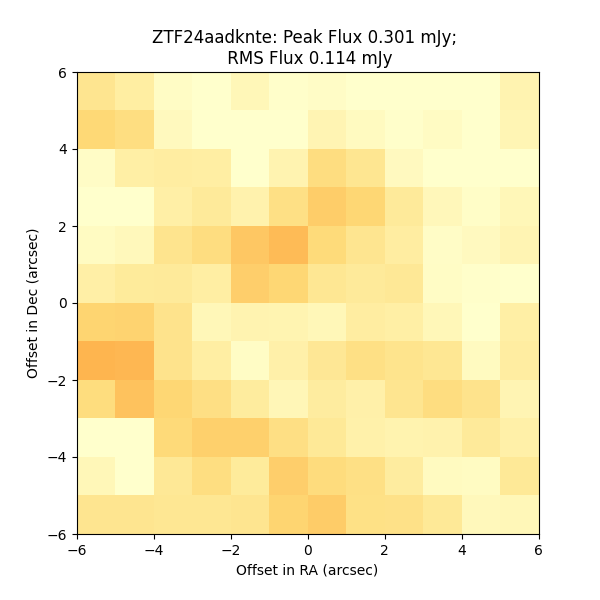 ZTF24aadknte: Peak Flux 0.301 mJy;
RMS Flux 0.114 mJy
6
4
2
0
−2
−4
−6
Offset in Dec (arcsec)
−6 −4 −2 0 2 4 6
Offset in RA (arcsec)